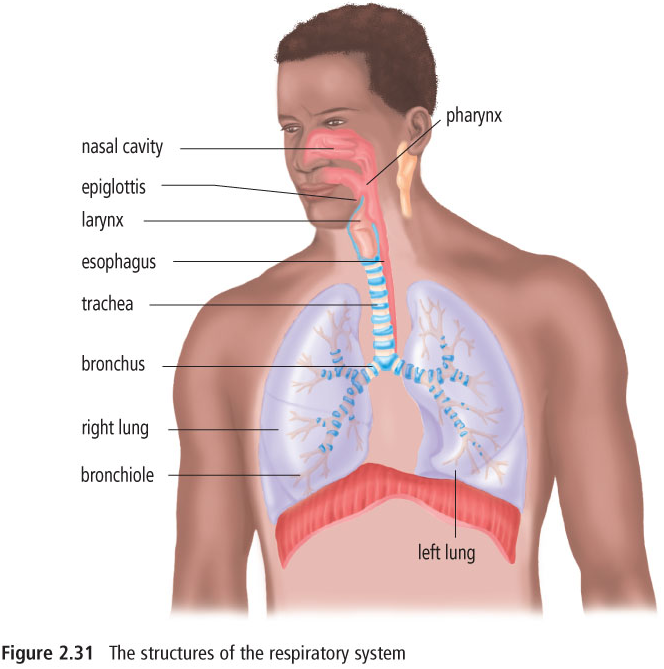 pharynx
nasal cavity
epiglottis
larynx
esophagus
trachea
bronchus
right lung
bronchiole
left lung
Figure 2.31 The structures of the respiratory system